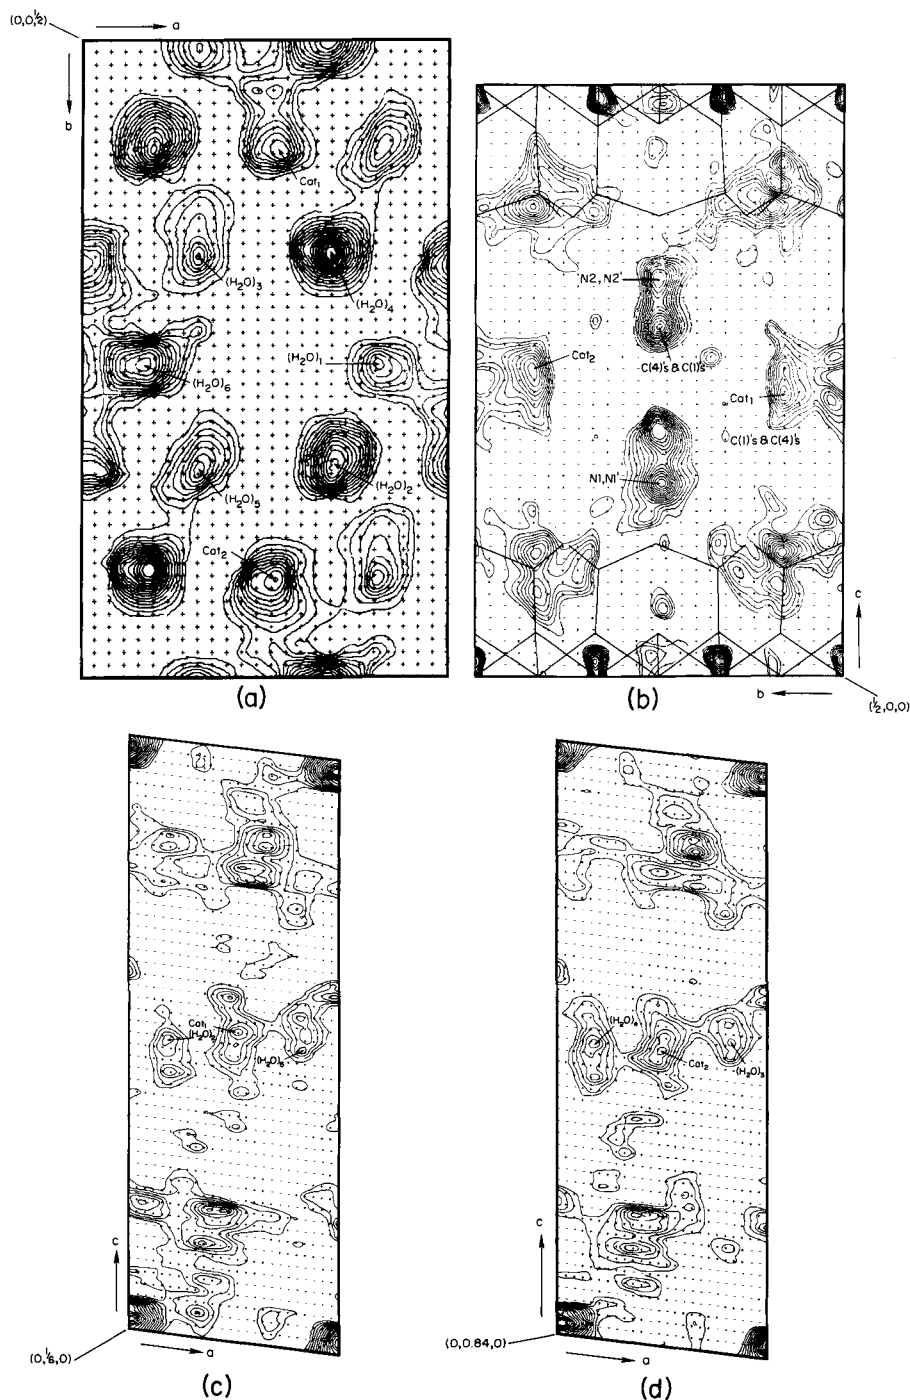 (0,0,½)
a
b
Cat₁
(H₂O)₃
(H₂O)₄
(H₂O)₁
(H₂O)₆
(H₂O)₅
(H₂O)₂
Cat₂
(a)
N2, N2'
C(4)'s & C(1)'s
Cat₂
Cat₁
C(1)'s & C(4)'s
N1, N1'
c
b
(½,0,0)
(b)
Cat₁
(H₂O)₂
(H₂O)₅
c
(0,⅙,0)
a
(c)
(H₂O)₄
Cat₂
(H₂O)₃
c
(0,0.84,0)
a
(d)